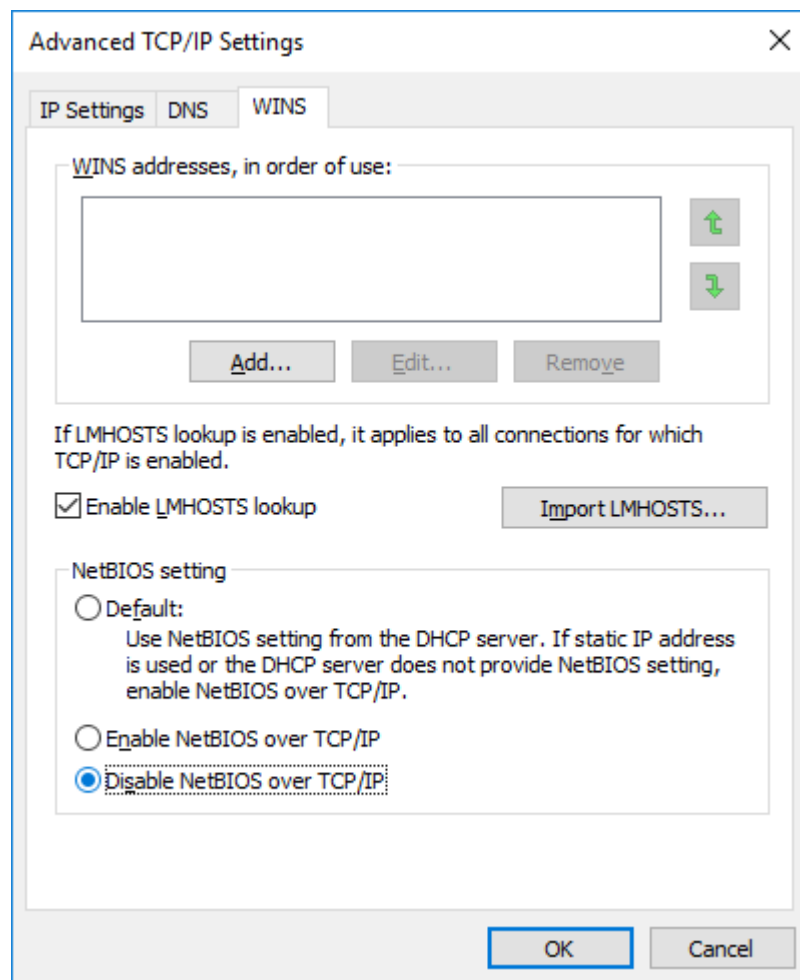 Advanced TCP/IP Settings
IP Settings DNS WINS
WINS addresses, in order of use:
Add... Edit... Remove
If LMHOSTS lookup is enabled, it applies to all connections for which
TCP/IP is enabled.
Enable LMHOSTS lookup Import LMHOSTS...
NetBIOS setting
Default:
Use NetBIOS setting from the DHCP server. If static IP address
is used or the DHCP server does not provide NetBIOS setting,
enable NetBIOS over TCP/IP.
Enable NetBIOS over TCP/IP
Disable NetBIOS over TCP/IP
OK Cancel